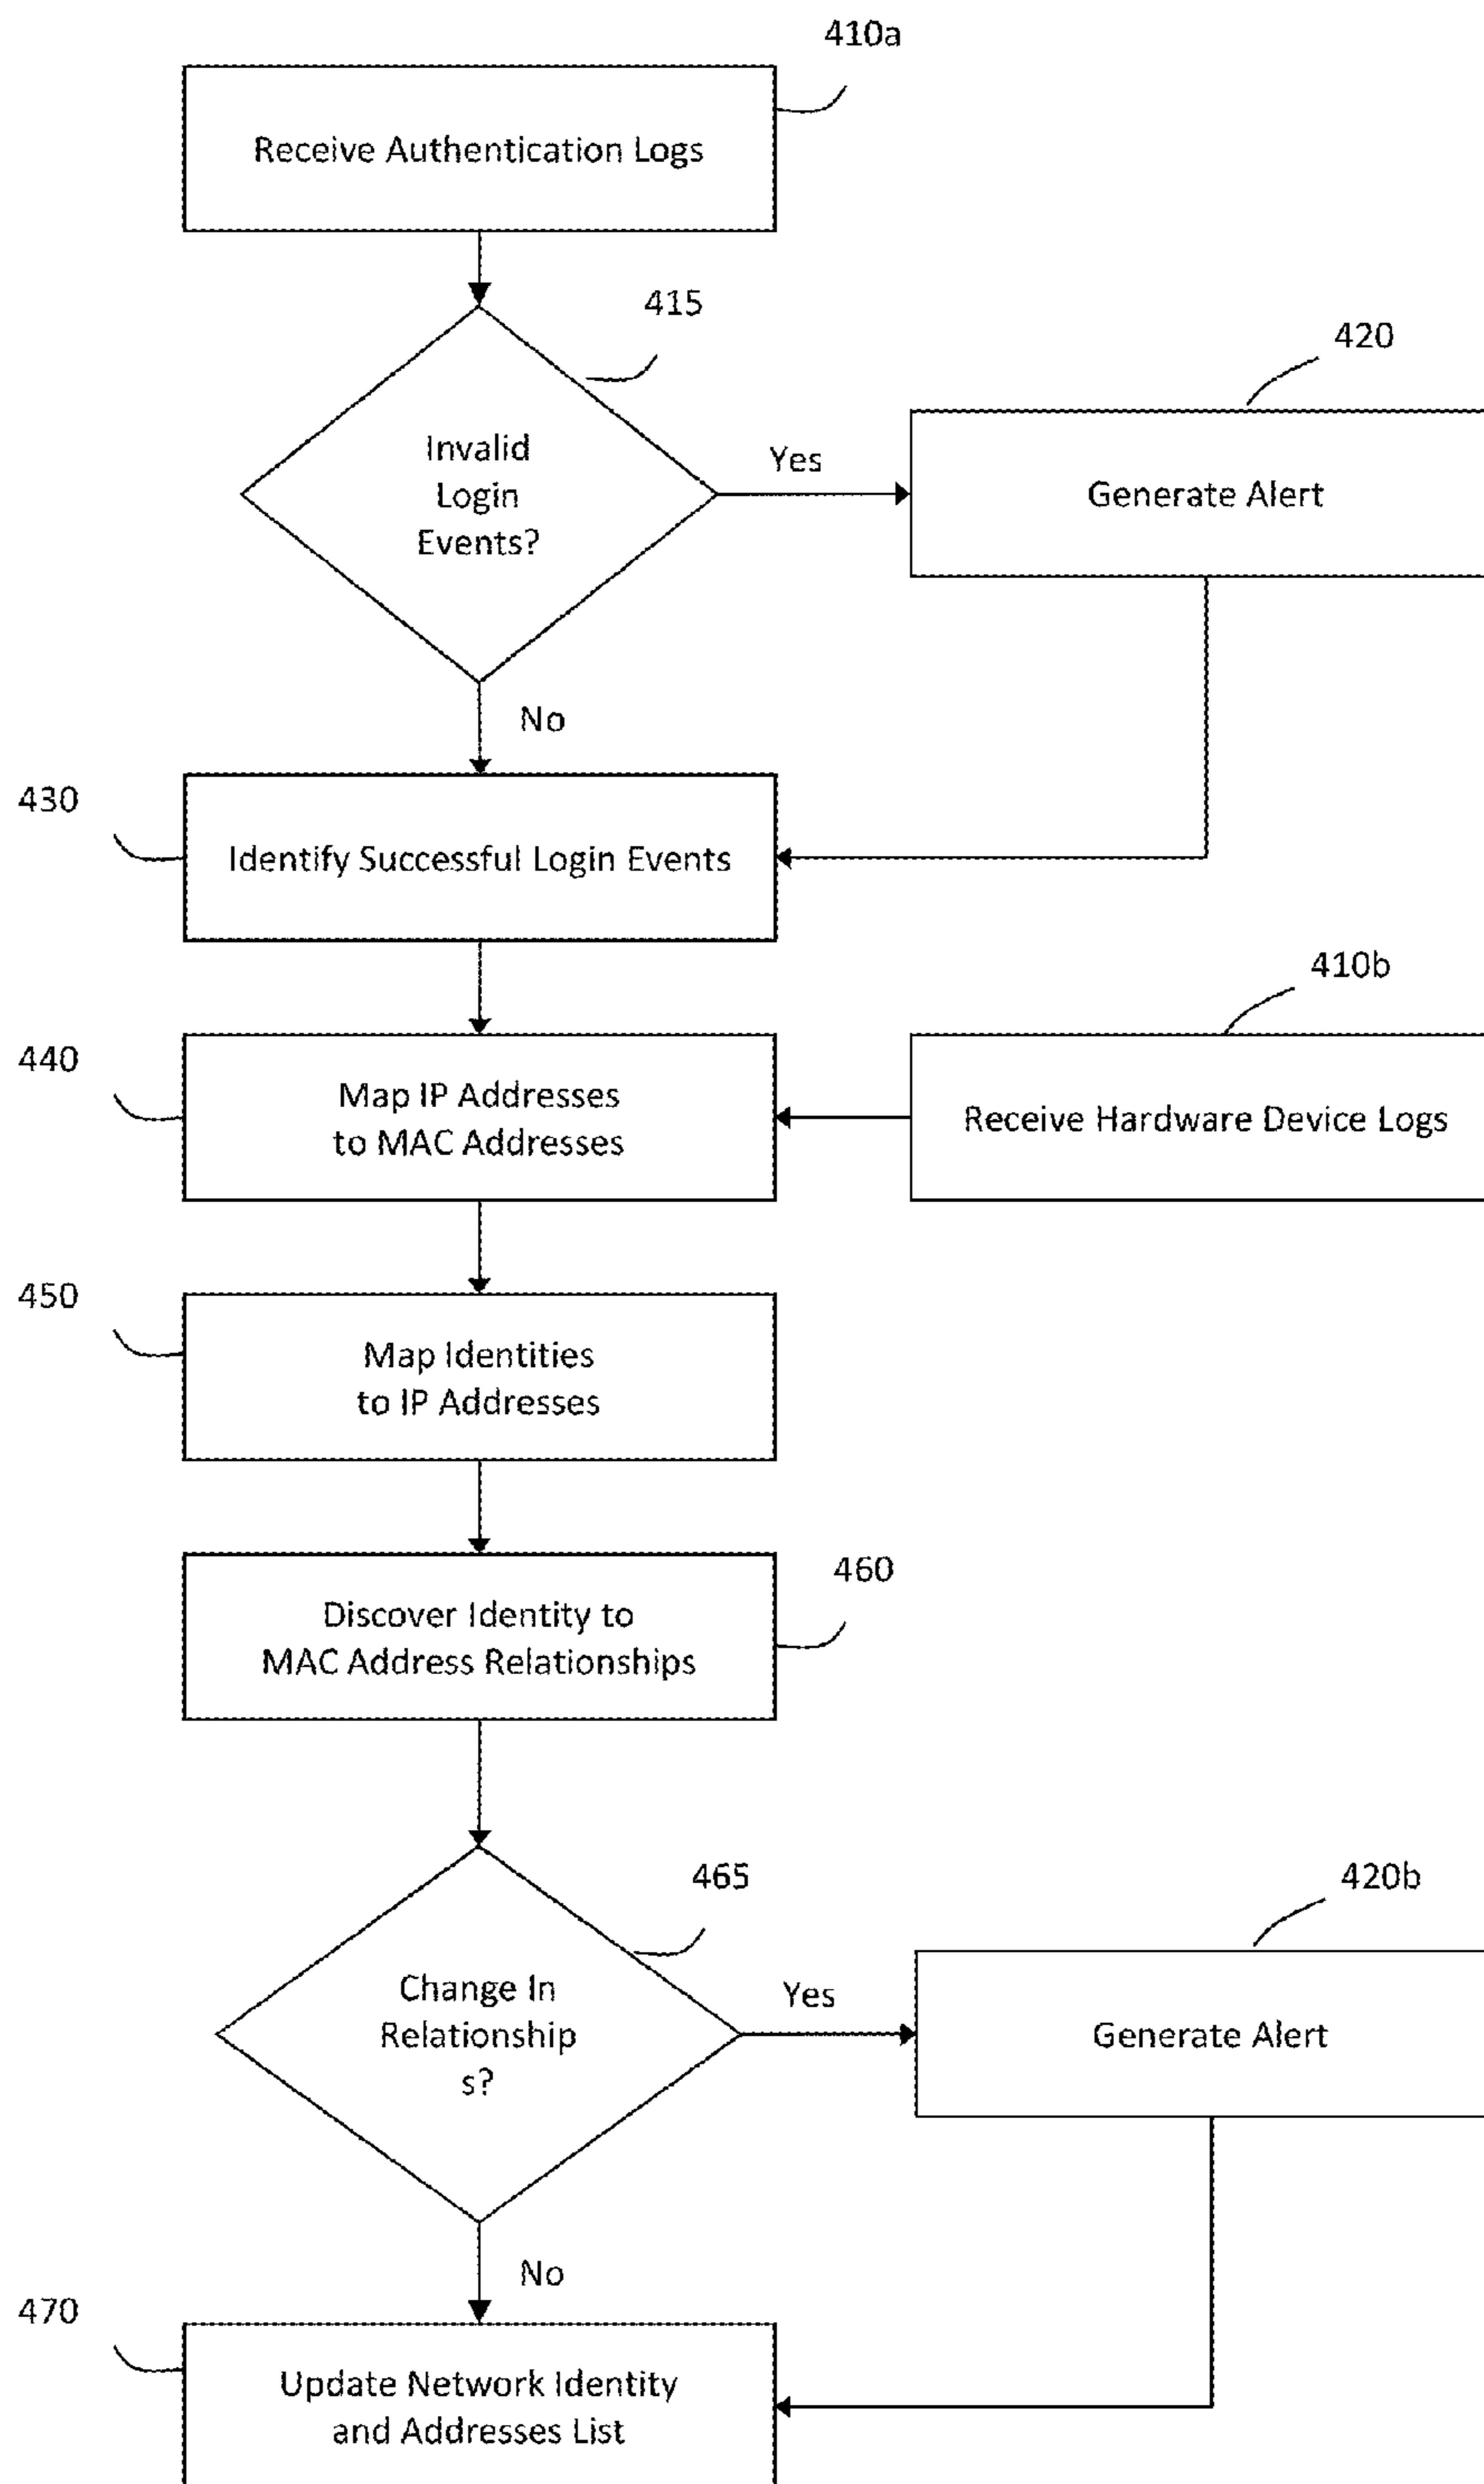 410a
Receive Authentication Logs
415
420
Invalid
Login
Events?
Yes
Generate Alert
No
430
Identify Successful Login Events
410b
440
Map IP Addresses
to MAC Addresses
Receive Hardware Device Logs
450
Map Identities
to IP Addresses
460
Discover Identity to
MAC Address Relationships
465
420b
Change In
Relationship
s?
Yes
Generate Alert
No
470
Update Network Identity
and Addresses List